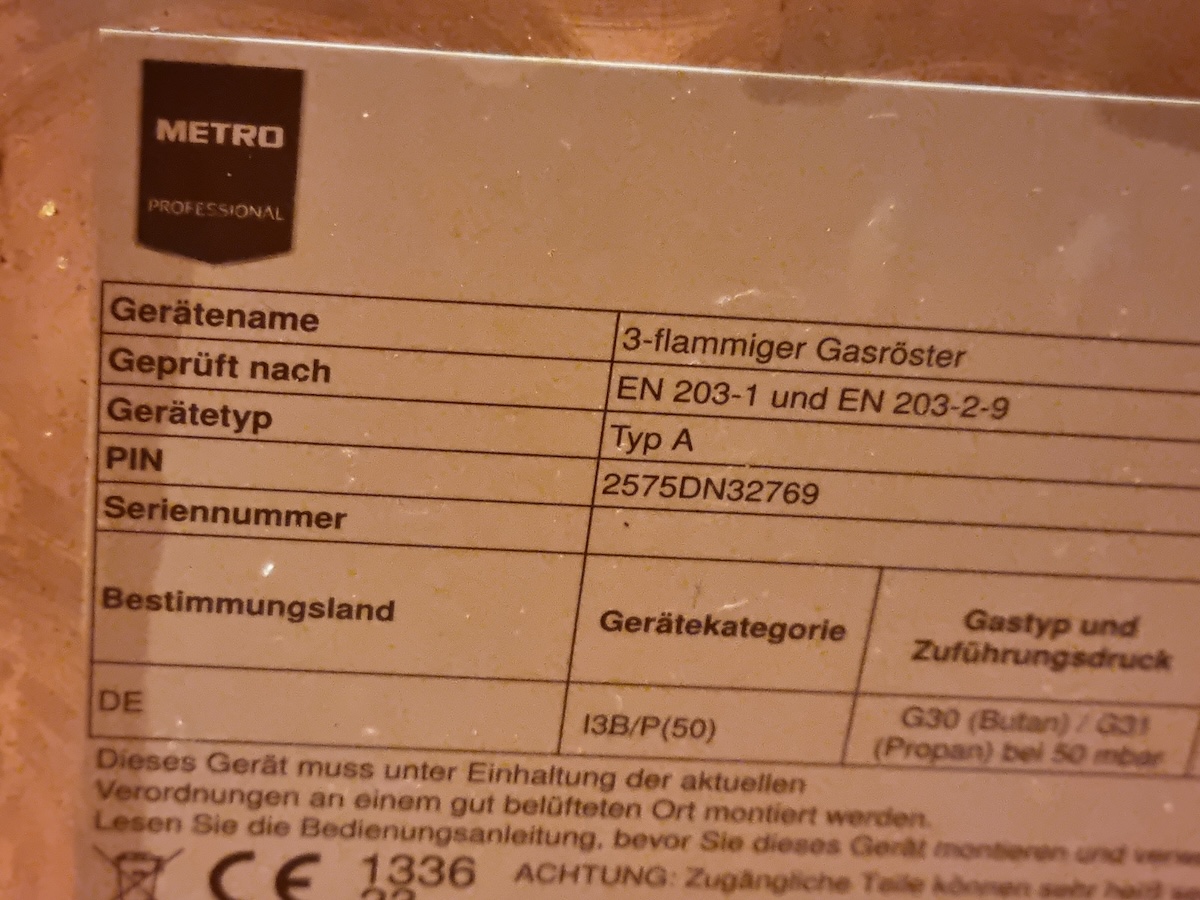 METRO
PROFESSIONAL
Gerätename 3-flammiger Gasröster
Geprüft nach EN 203-1 und EN 203-2-9
Gerätetyp Typ A
PIN 2575DN32769
Seriennummer
Bestimmungsland Gerätekategorie Gastyp und
Zuführungsdruck
DE I3B/P(50) G30 (Butan) / G31
(Propan) bei 50 mbar
Dieses Gerät muss unter Einhaltung der aktuellen
Verordnungen an einem gut belüfteten Ort montiert werden.
Lesen Sie die Bedienungsanleitung, bevor Sie dieses Gerät montieren und
CE 1336
ACHTUNG: Zugängliche Teile können sehr heiß